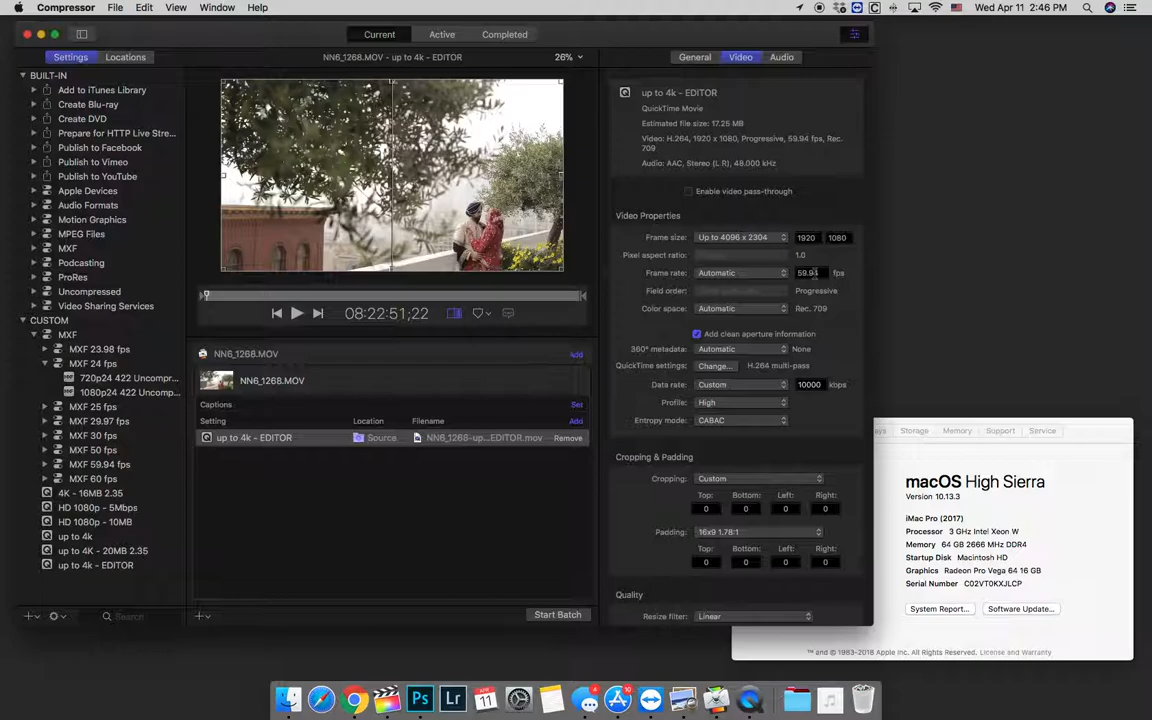 Compressor File Edit View Window Help Wed Apr 11 2:46 PM
Current Active Completed
Settings Locations
NN6_1268.MOV - up to 4k - EDITOR 26%
General Video Audio
BUILT-IN
Add to iTunes Library
Create Blu-ray
Create DVD
Prepare for HTTP Live Stre...
Publish to Facebook
Publish to Vimeo
Publish to YouTube
Apple Devices
Audio Formats
Motion Graphics
MPEG Files
MXF
Podcasting
ProRes
Uncompressed
Video Sharing Services
CUSTOM
MXF
MXF 23.98 fps
MXF 24 fps
720p24 422 Uncompr...
1080p24 422 Uncomp...
MXF 25 fps
MXF 29.97 fps
MXF 30 fps
MXF 50 fps
MXF 59.94 fps
MXF 60 fps
4K - 16MB 2.35
HD 1080p - 5Mbps
HD 1080p - 10MB
up to 4k
up to 4K - 20MB 2.35
up to 4k - EDITOR
Search
08:22:51;22
NN6_1268.MOV Add
NN6_1268.MOV
Captions Set
Setting Location Filename Add
up to 4k - EDITOR Source NN6_1268-up...EDITOR.mov Remove
Start Batch
up to 4k - EDITOR
QuickTime Movie
Estimated file size: 17.25 MB
Video: H.264, 1920 x 1080, Progressive, 59.94 fps, Rec.
709
Audio: AAC, Stereo (L R), 48.000 kHz
Enable video pass-through
Video Properties
Frame size: Up to 4096 x 2304 1920 1080
Pixel aspect ratio: 1.0
Frame rate: Automatic 59.94 fps
Field order: Progressive
Color space: Automatic Rec. 709
Add clean aperture information
360° metadata: Automatic None
QuickTime settings: Change... H.264 multi-pass
Data rate: Custom 10000 kbps
Profile: High
Entropy mode: CABAC
Cropping & Padding
Cropping: Custom
Top: Bottom: Left: Right:
0 0 0 0
Padding: 16x9 1.78:1
Top: Bottom: Left: Right:
0 0 0 0
Quality
Resize filter: Linear
Storage Memory Support Service
macOS High Sierra
Version 10.13.3
iMac Pro (2017)
Processor 3 GHz Intel Xeon W
Memory 64 GB 2666 MHz DDR4
Startup Disk Macintosh HD
Graphics Radeon Pro Vega 64 16 GB
Serial Number C02VT0KXJLCP
System Report... Software Update...
™ and © 1983-2018 Apple Inc. All Rights Reserved. License and Warranty
Ps Lr APR 11